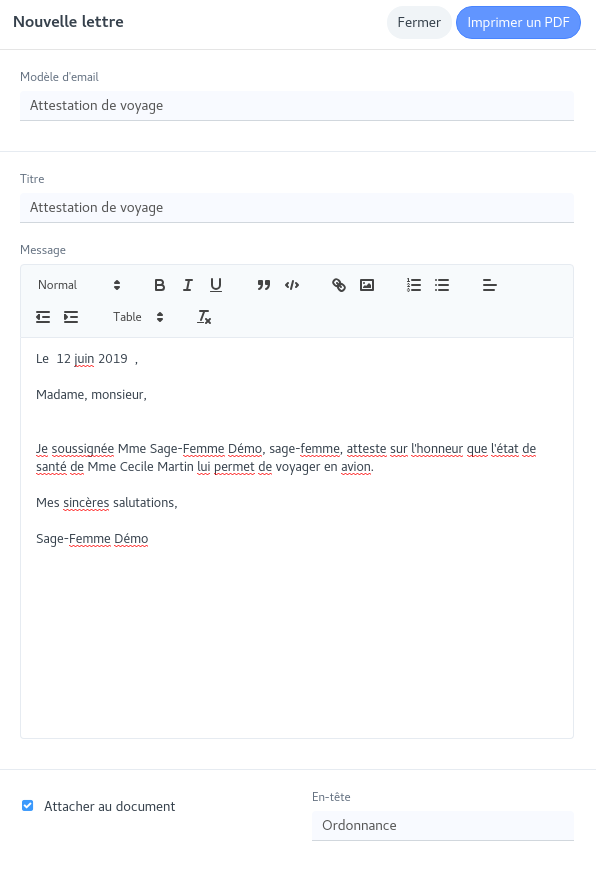 Nouvelle lettre
Fermer
Imprimer un PDF
Modèle d'email
Attestation de voyage
Titre
Attestation de voyage
Message
Normal
Table
Le 12 juin 2019 ,
Madame, monsieur,
Je soussignée Mme Sage-Femme Démo, sage-femme, atteste sur l'honneur que l'état de
santé de Mme Cecile Martin lui permet de voyager en avion.
Mes sincères salutations,
Sage-Femme Démo
Attacher au document
En-tête
Ordonnance